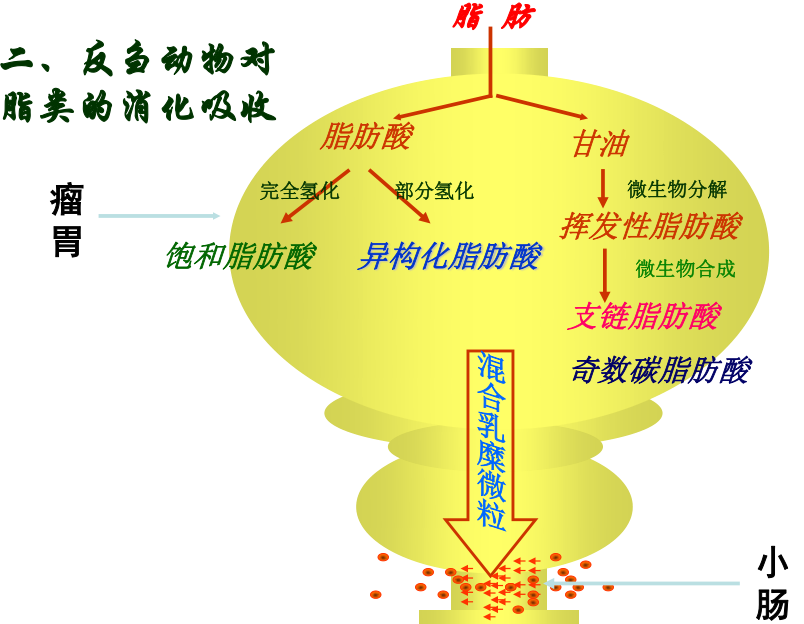 脂 肪
二、反刍动物对
脂类的消化吸收
脂肪酸
甘油
完全氢化
部分氢化
微生物分解
瘤胃
挥发性脂肪酸
饱和脂肪酸
异构化脂肪酸
微生物合成
支链脂肪酸
奇数碳脂肪酸
混合乳糜微粒
小肠